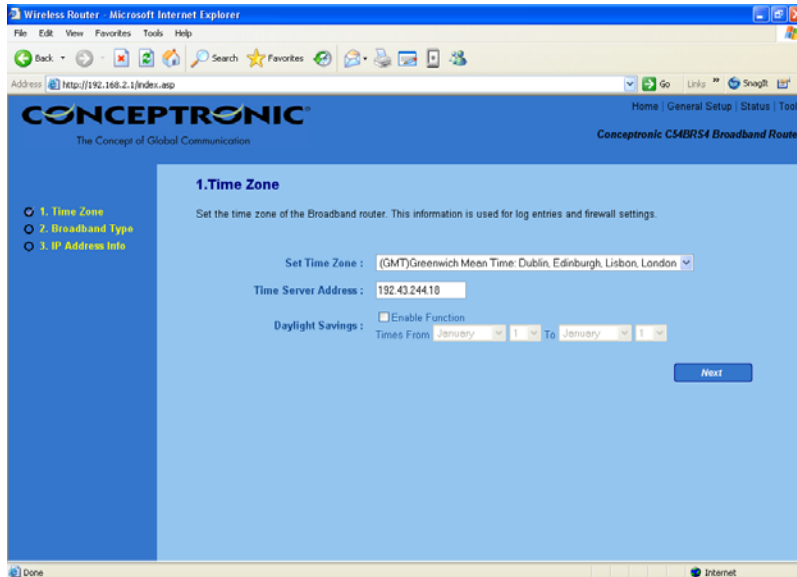 Wireless Router - Microsoft Internet Explorer
File Edit View Favorites Tools Help
Back Search Favorites
Address http://192.168.2.1/index.asp Go Links » SnagIt
CONCEPTRONIC
The Concept of Global Communication
Home | General Setup | Status | Tool
Conceptronic C54BRS4 Broadband Route
1.Time Zone
1. Time Zone
2. Broadband Type
3. IP Address Info
Set the time zone of the Broadband router. This information is used for log entries and firewall settings.
Set Time Zone : (GMT)Greenwich Mean Time: Dublin, Edinburgh, Lisbon, London
Time Server Address : 192.43.244.18
Daylight Savings : Enable Function
Times From January 1 To January 1
Next
Done Internet